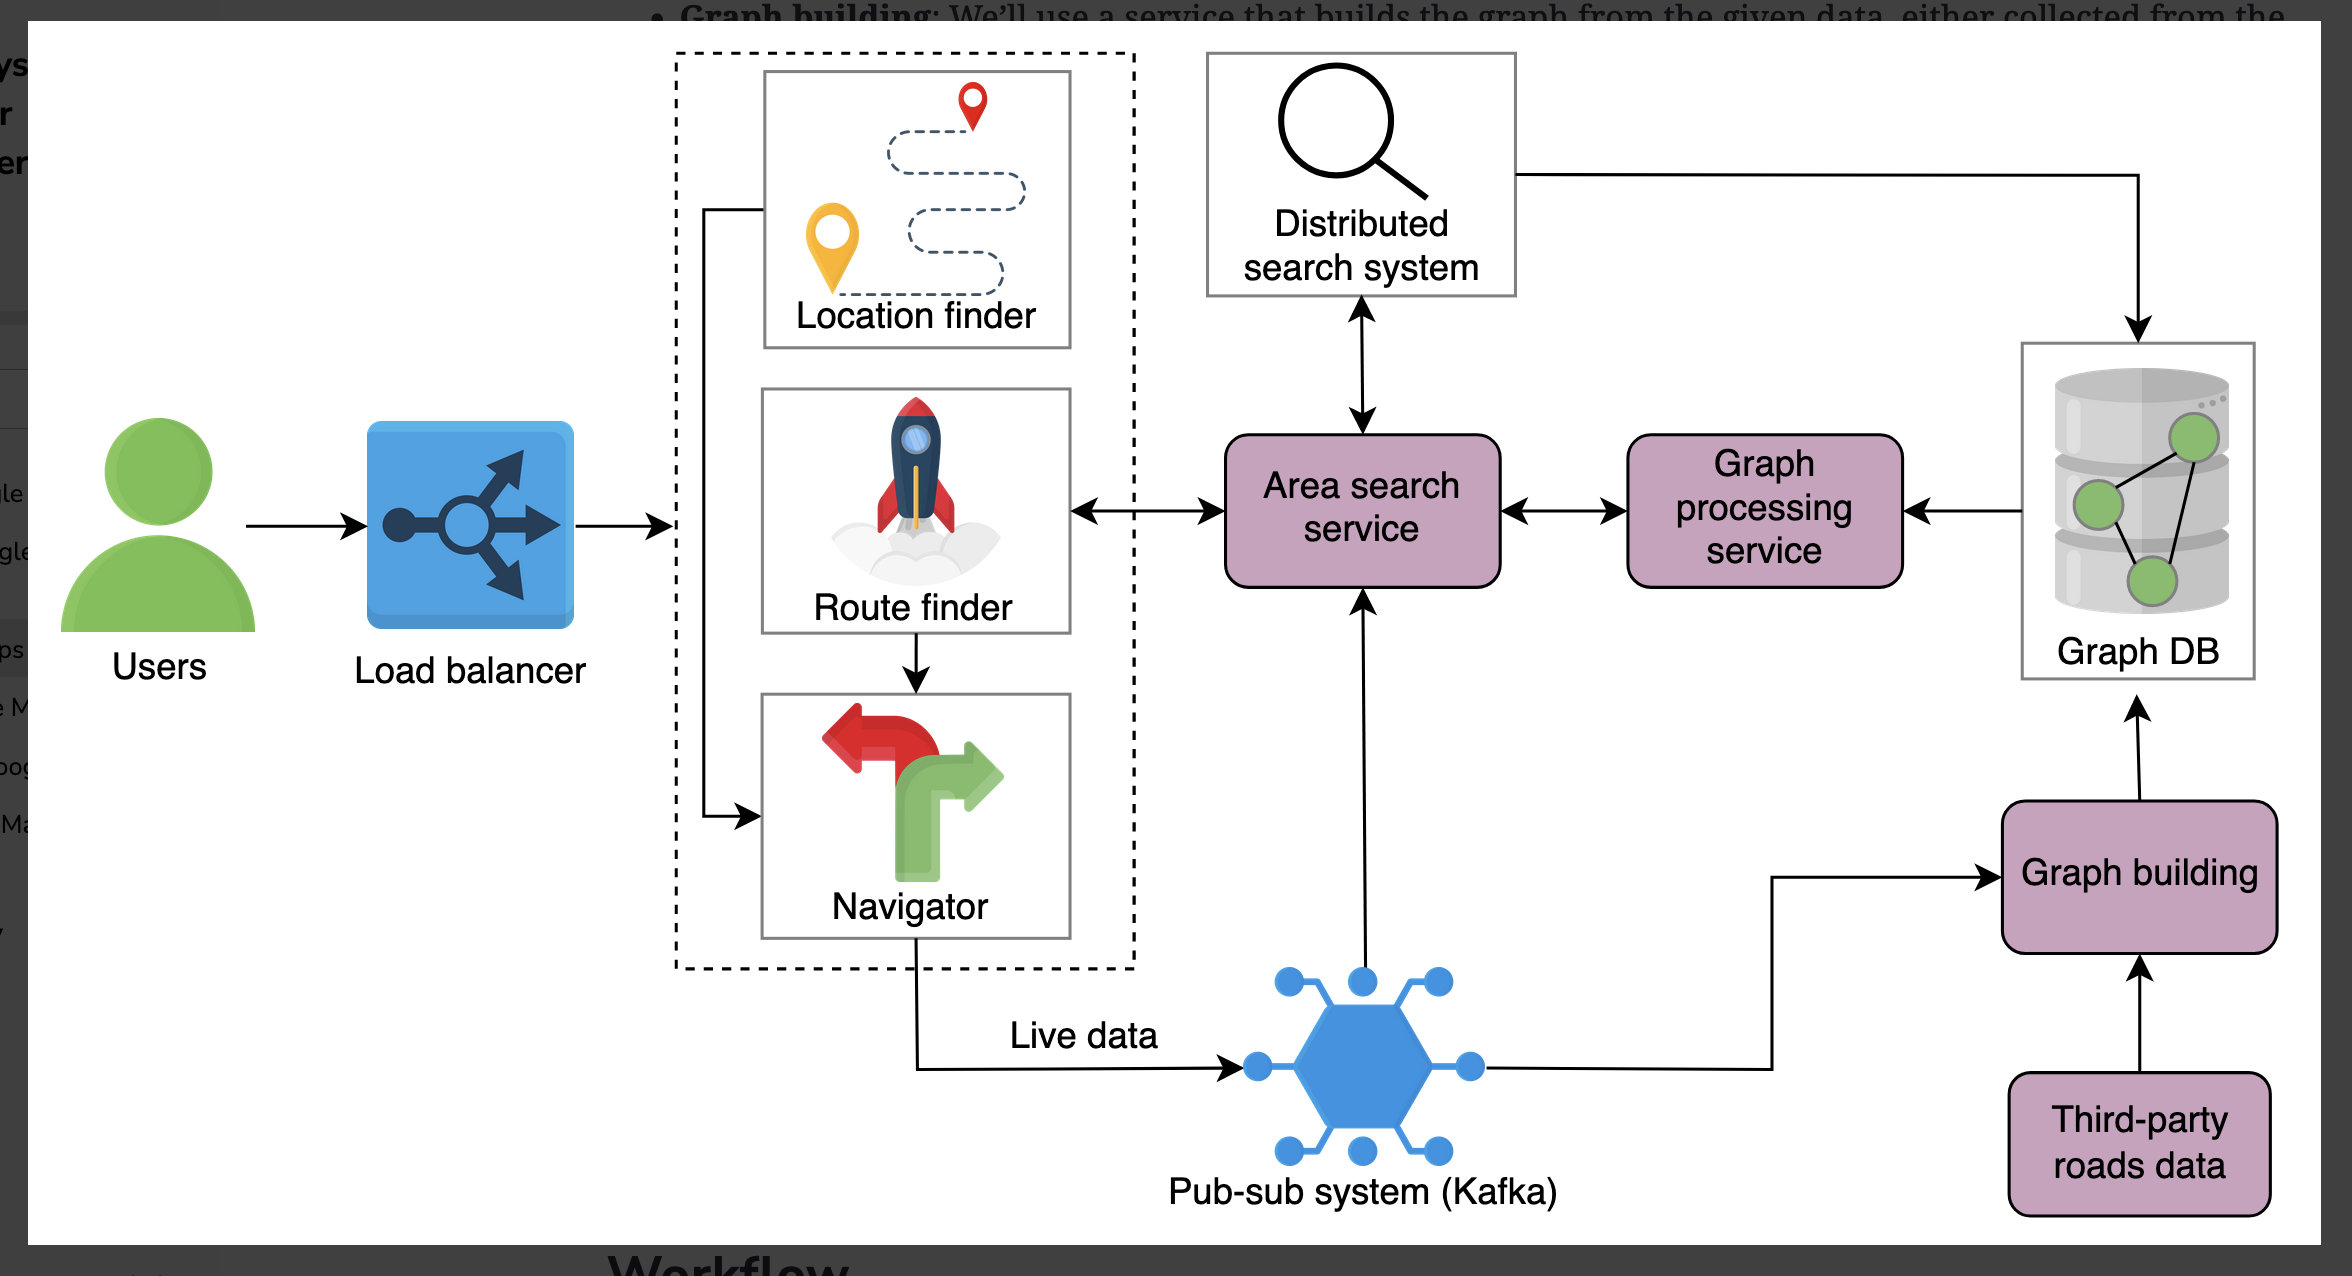 Graph building: We'll use a service that builds the graph from the given data, either collected from the
Location finder
Route finder
Navigator
Users
Load balancer
Distributed
search system
Area search
service
Graph
processing
service
Graph DB
Graph building
Third-party
roads data
Live data
Pub-sub system (Kafka)
Workflow